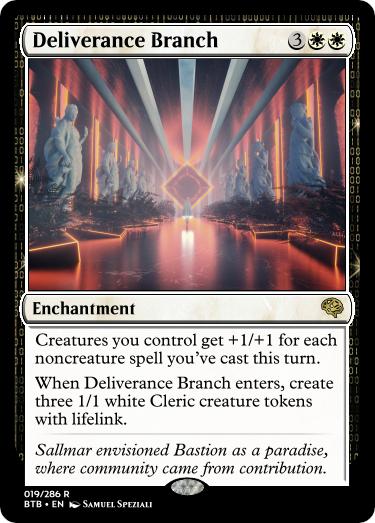 Deliverance Branch 3
Enchantment
Creatures you control get +1/+1 for each
noncreature spell you've cast this turn.
When Deliverance Branch enters, create
three 1/1 white Cleric creature tokens
with lifelink.
Sallmar envisioned Bastion as a paradise,
where community came from contribution.
019/286 R
BTB • EN Samuel Speziali